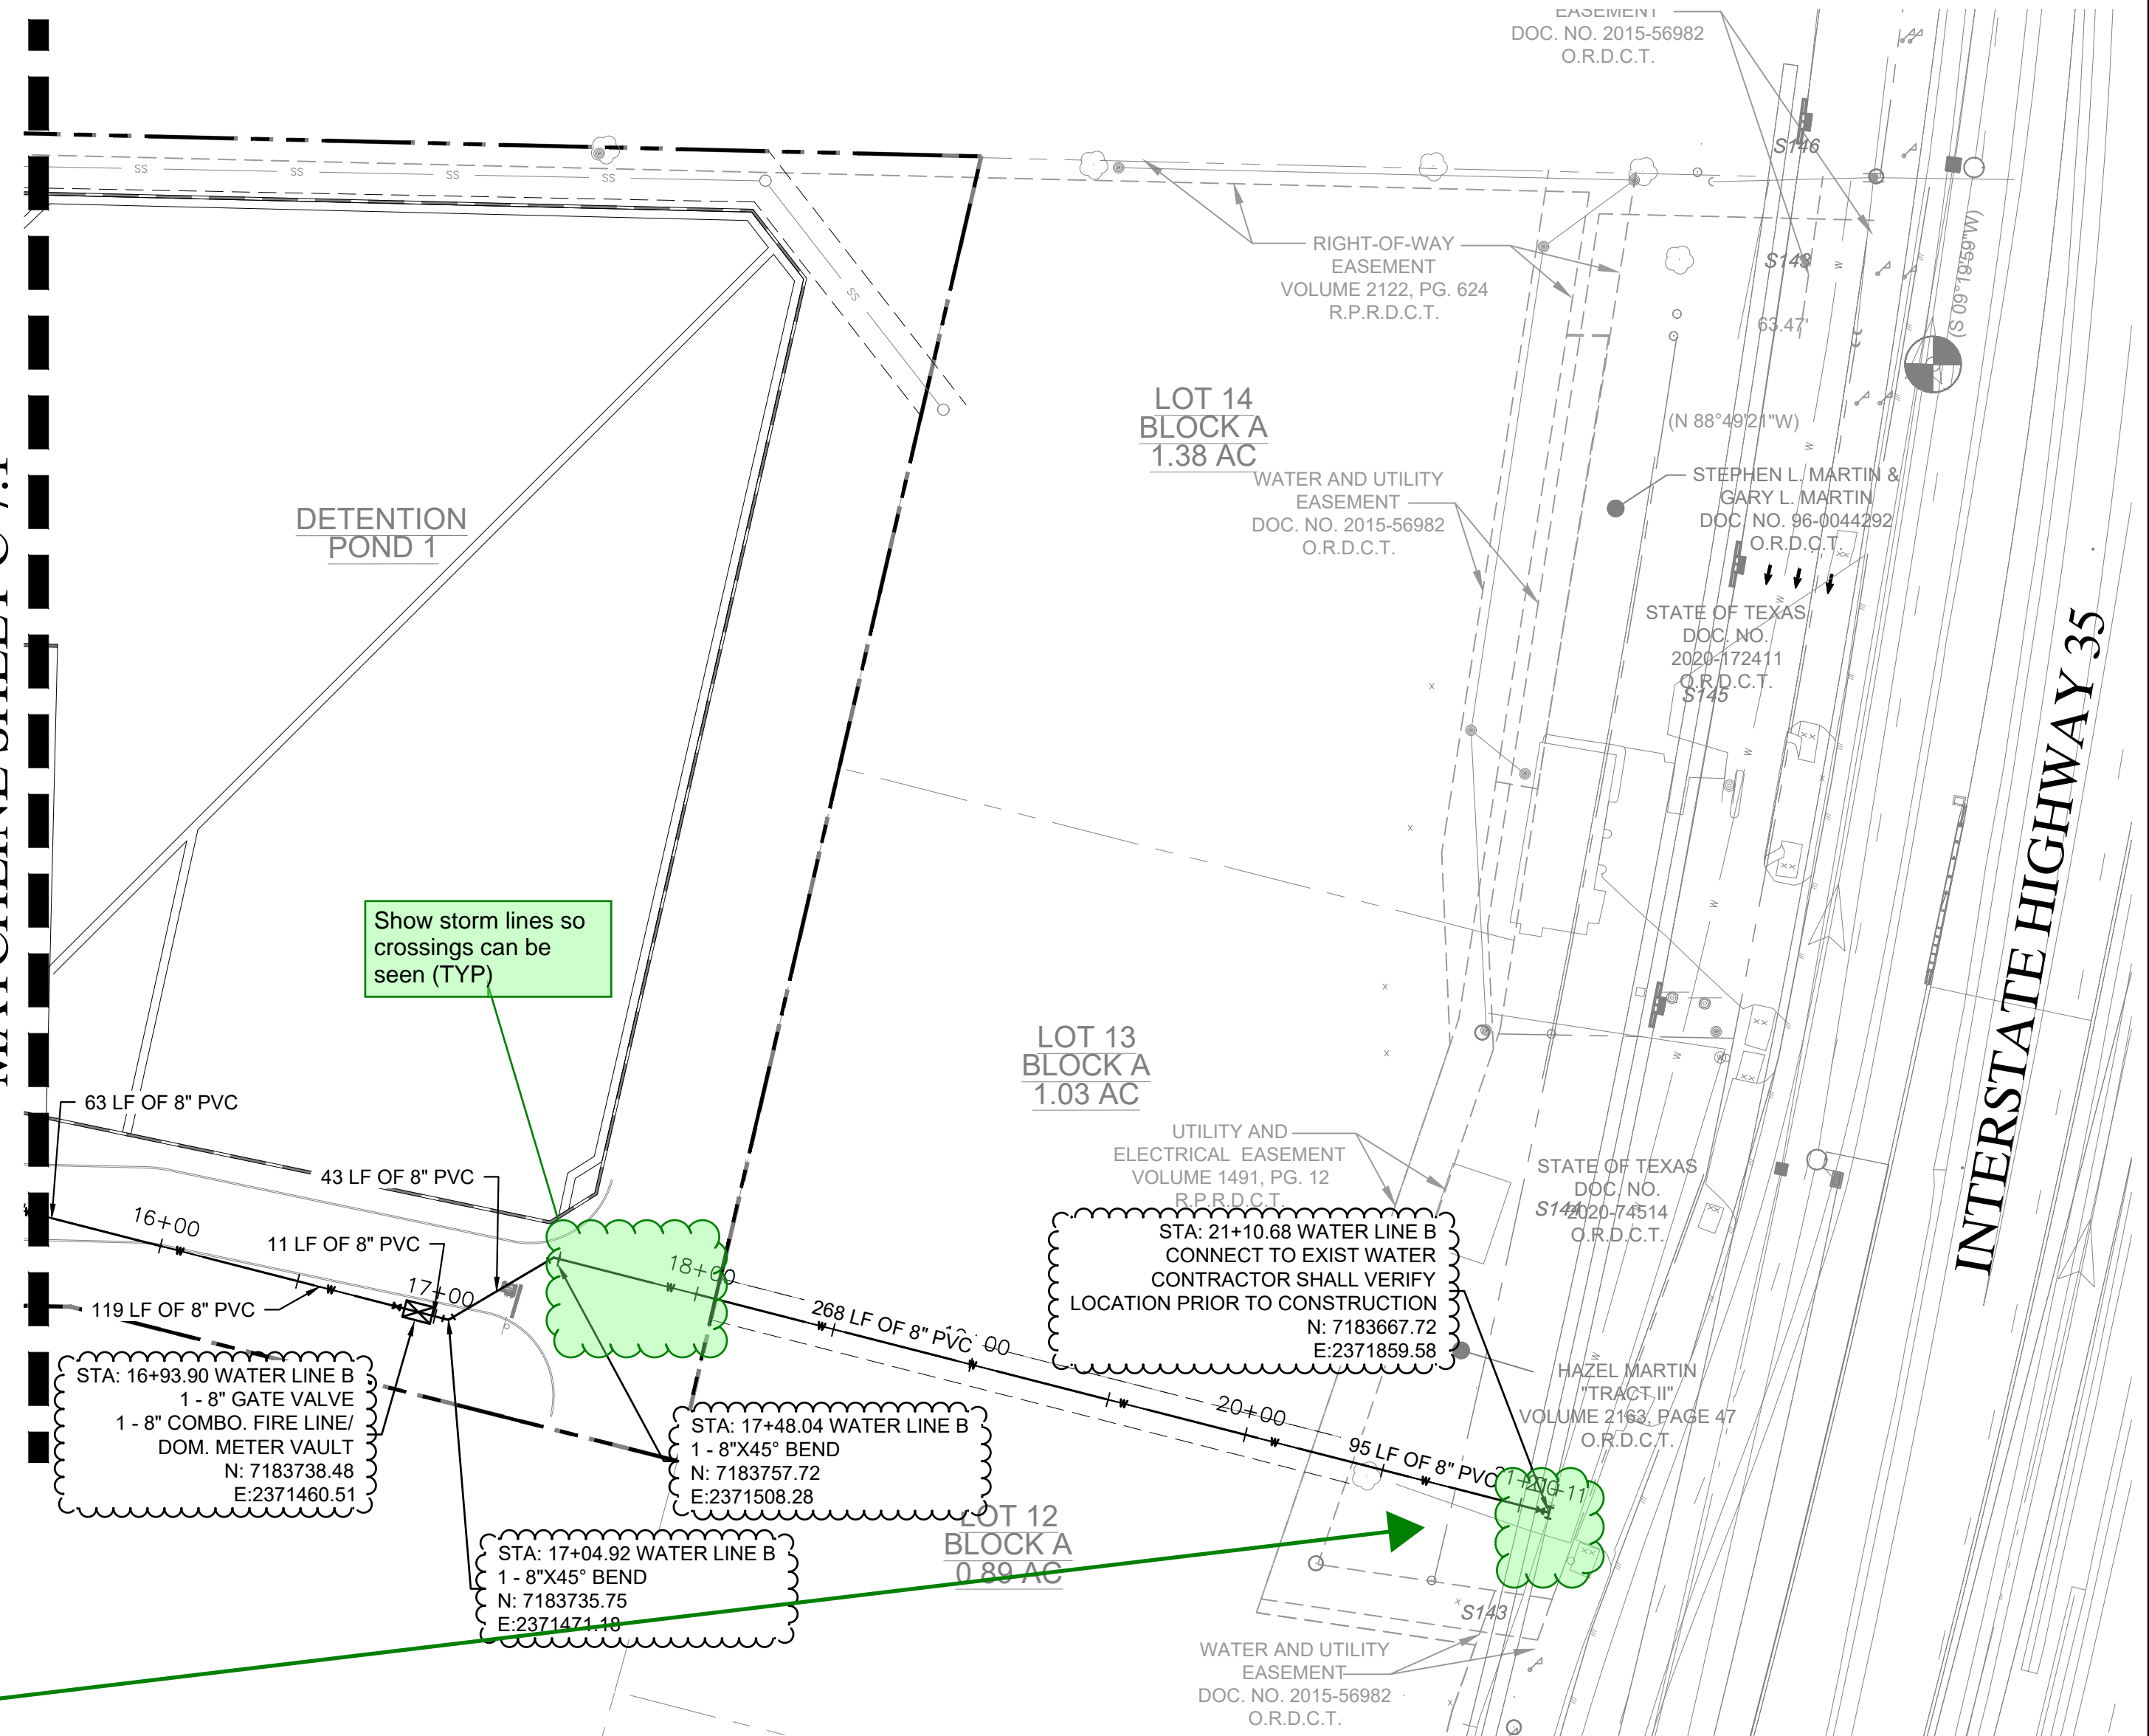 EASEMENT
DOC. NO. 2015-56982
O.R.D.C.T.
SS
SS
SS
SS
SS
S146
RIGHT-OF-WAY
EASEMENT
VOLUME 2122, PG. 624
R.P.R.D.C.T.
S148
(S 09°19'59"W)
63.47'
LOT 14
BLOCK A
1.38 AC
(N 88°49'21"W)
WATER AND UTILITY
EASEMENT
DOC. NO. 2015-56982
O.R.D.C.T.
STEPHEN L. MARTIN &
GARY L. MARTIN
DOC. NO. 96-0044292
O.R.D.C.T.
DETENTION
POND 1
STATE OF TEXAS
DOC. NO.
2020-172411
O.R.D.C.T.
S145
INTERSTATE HIGHWAY 35
Show storm lines so
crossings can be
seen (TYP)
LOT 13
BLOCK A
1.03 AC
63 LF OF 8" PVC
UTILITY AND
ELECTRICAL EASEMENT
VOLUME 1491, PG. 12
R.P.R.D.C.T.
STATE OF TEXAS
DOC. NO.
2020-74514
O.R.D.C.T.
S144
43 LF OF 8" PVC
16+00
11 LF OF 8" PVC
17+00
119 LF OF 8" PVC
18+00
268 LF OF 8" PVC
STA: 21+10.68 WATER LINE B
CONNECT TO EXIST WATER
CONTRACTOR SHALL VERIFY
LOCATION PRIOR TO CONSTRUCTION
N: 7183667.72
E:2371859.58
HAZEL MARTIN
"TRACT II"
VOLUME 2163, PAGE 47
O.R.D.C.T.
STA: 16+93.90 WATER LINE B
1 - 8" GATE VALVE
1 - 8" COMBO. FIRE LINE/
DOM. METER VAULT
N: 7183738.48
E:2371460.51
STA: 17+48.04 WATER LINE B
1 - 8"X45° BEND
N: 7183757.72
E:2371508.28
20+00
95 LF OF 8" PVC
LOT 12
BLOCK A
0.89 AC
STA: 17+04.92 WATER LINE B
1 - 8"X45° BEND
N: 7183735.75
E:2371471.18
S143
WATER AND UTILITY
EASEMENT
DOC. NO. 2015-56982
O.R.D.C.T.